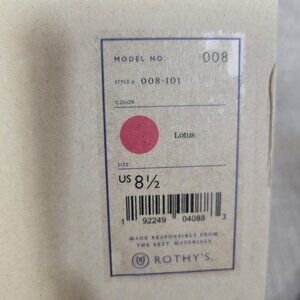 MODEL NO. 008
STYLE # 008-101
COLOR
Lotus
SIZE
US 8½
1 92249 04088 3
MADE RESPONSIBLY FROM
THE BEST MATERIALS
ROTHY'S